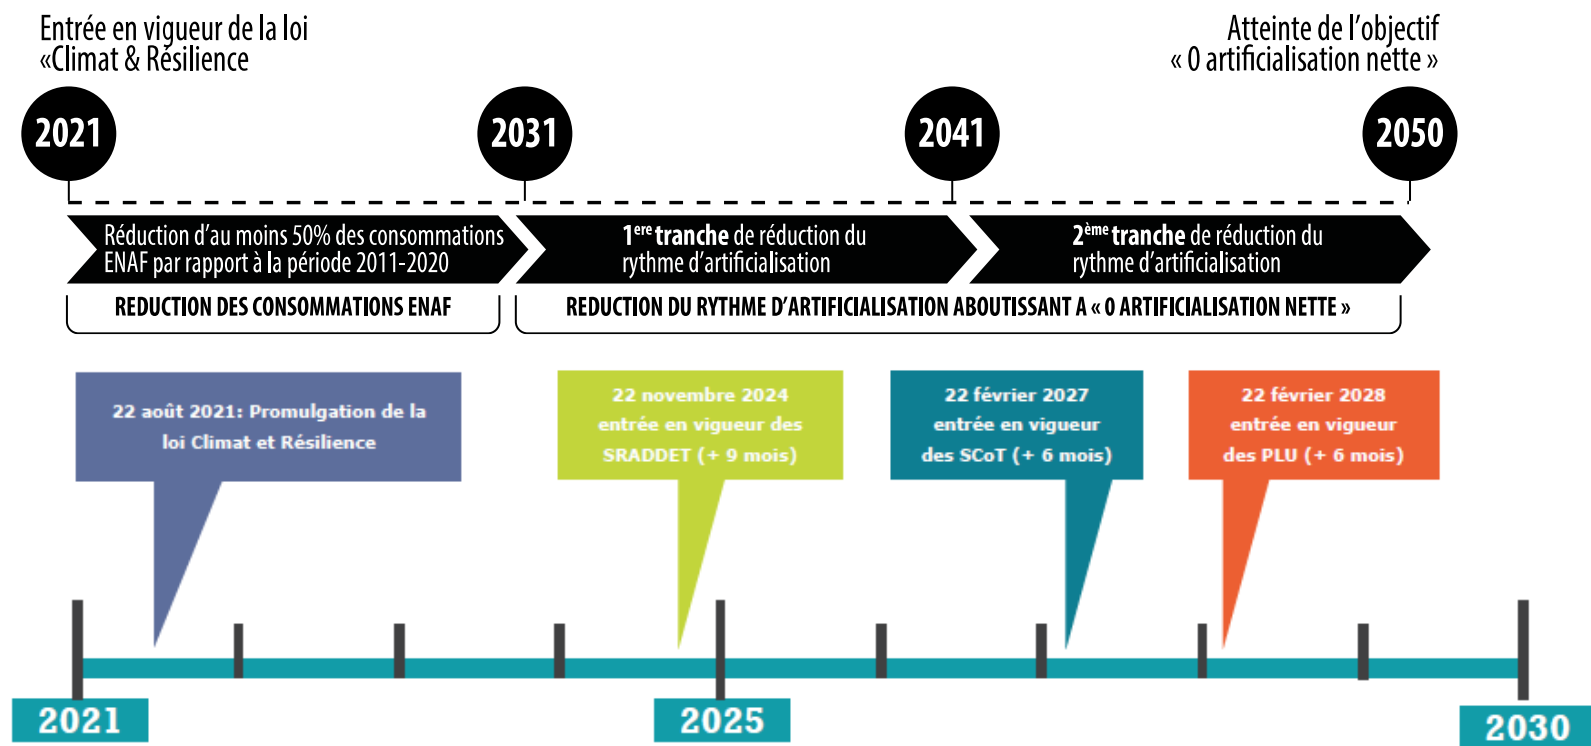 Entrée en vigueur de la loi
«Climat & Résilience
Atteinte de l'objectif
« 0 artificialisation nette »
2021
2031
2041
2050
Réduction d'au moins 50% des consommations
ENAF par rapport à la période 2011-2020
1ere tranche de réduction du
rythme d'artificialisation
2ème tranche de réduction du
rythme d'artificialisation
REDUCTION DES CONSOMMATIONS ENAF
REDUCTION DU RYTHME D'ARTIFICIALISATION ABOUTISSANT A « 0 ARTIFICIALISATION NETTE »
22 août 2021: Promulgation de la
loi Climat et Résilience
22 novembre 2024
entrée en vigueur des
SRADDET (+ 9 mois)
22 février 2027
entrée en vigueur
des SCoT (+ 6 mois)
22 février 2028
entrée en vigueur
des PLU (+ 6 mois)
2021
2025
2030